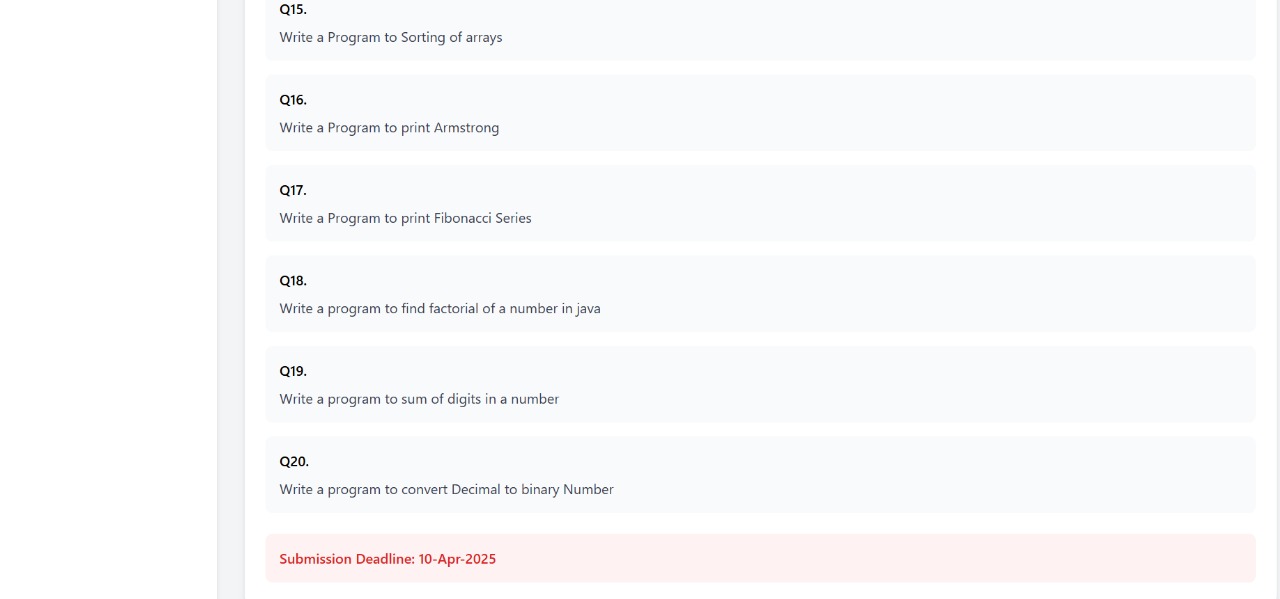 Q15.
Write a Program to Sorting of arrays
Q16.
Write a Program to print Armstrong
Q17.
Write a Program to print Fibonacci Series
Q18.
Write a program to find factorial of a number in java
Q19.
Write a program to sum of digits in a number
Q20.
Write a program to convert Decimal to binary Number
Submission Deadline: 10-Apr-2025